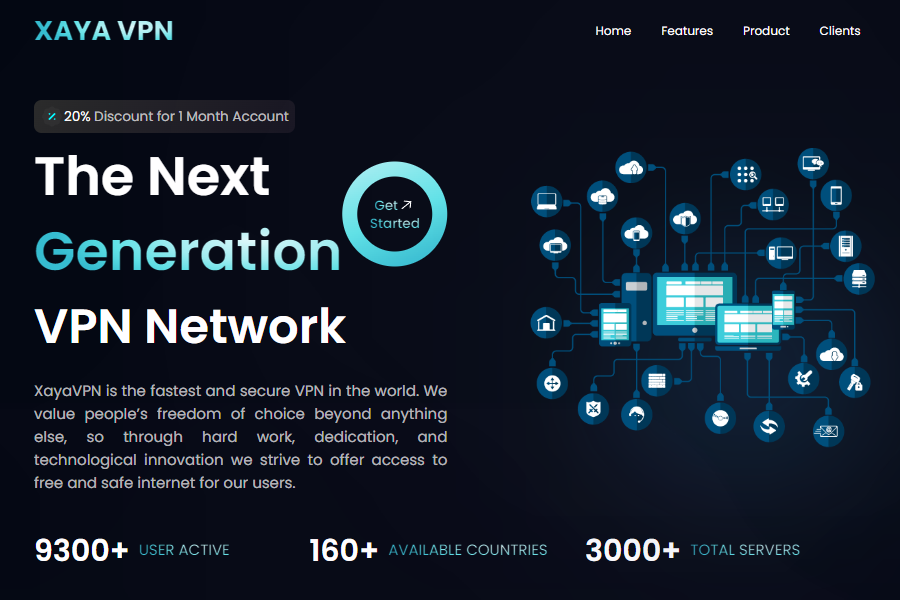 XAYA VPN
Home Features Product Clients
20% Discount for 1 Month Account
The Next
Generation
VPN Network
Get
Started
XayaVPN is the fastest and secure VPN in the world. We
value people’s freedom of choice beyond anything
else, so through hard work, dedication, and
technological innovation we strive to offer access to
free and safe internet for our users.
9300+ USER ACTIVE
160+ AVAILABLE COUNTRIES
3000+ TOTAL SERVERS